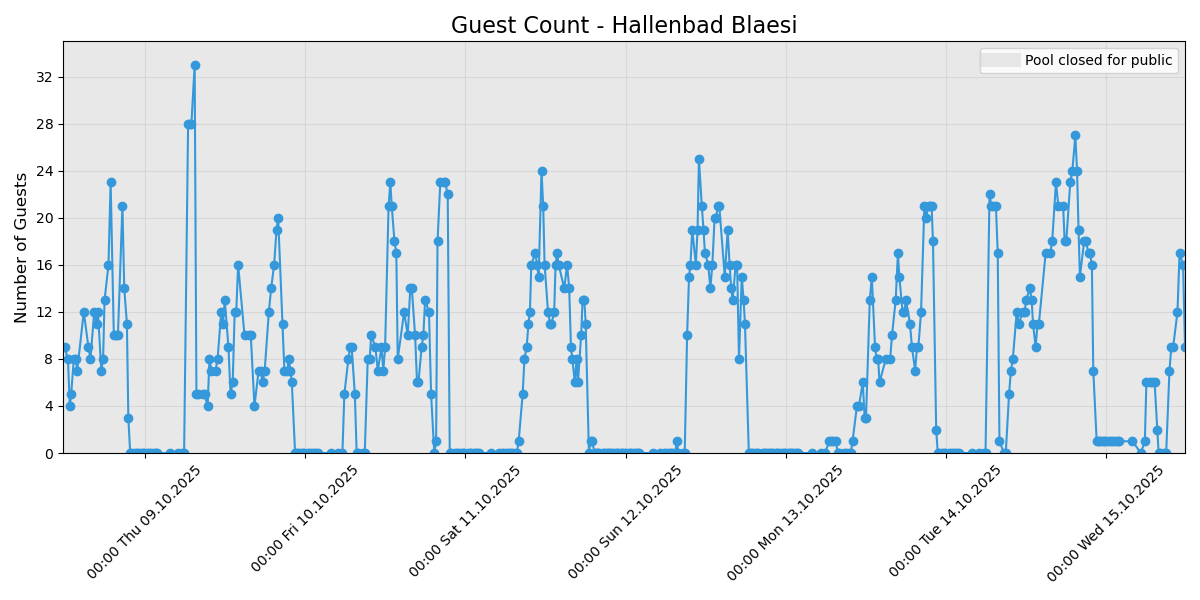 Guest Count - Hallenbad Blaesi
Pool closed for public
Number of Guests
32
28
24
20
16
12
8
4
0
00:00 Thu 09.10.2025
00:00 Fri 10.10.2025
00:00 Sat 11.10.2025
00:00 Sun 12.10.2025
00:00 Mon 13.10.2025
00:00 Tue 14.10.2025
00:00 Wed 15.10.2025